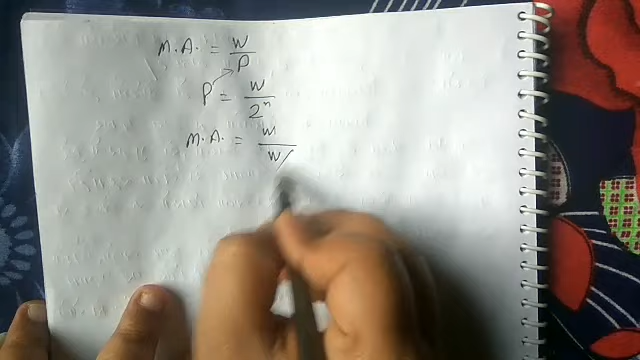 M.A. = W/P
P = W/2ⁿ
M.A. = W/W/